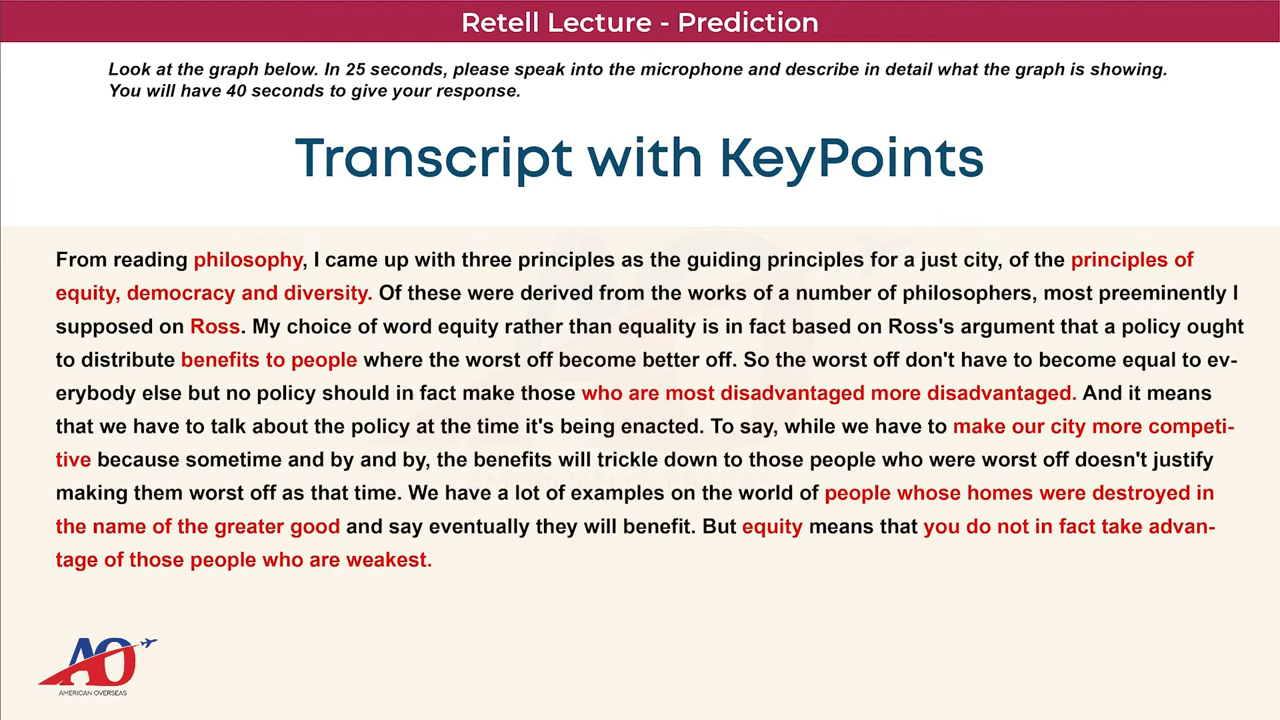 Retell Lecture - Prediction
Look at the graph below. In 25 seconds, please speak into the microphone and describe in detail what the graph is showing.
You will have 40 seconds to give your response.
Transcript with KeyPoints
From reading philosophy, I came up with three principles as the guiding principles for a just city, of the principles of
equity, democracy and diversity. Of these were derived from the works of a number of philosophers, most preeminently I
supposed on Ross. My choice of word equity rather than equality is in fact based on Ross's argument that a policy ought
to distribute benefits to people where the worst off become better off. So the worst off don't have to become equal to ev-
erybody else but no policy should in fact make those who are most disadvantaged more disadvantaged. And it means
that we have to talk about the policy at the time it's being enacted. To say, while we have to make our city more competi-
tive because sometime and by and by, the benefits will trickle down to those people who were worst off doesn't justify
making them worst off as that time. We have a lot of examples on the world of people whose homes were destroyed in
the name of the greater good and say eventually they will benefit. But equity means that you do not in fact take advan-
tage of those people who are weakest.
AO
AMERICAN OVERSEAS